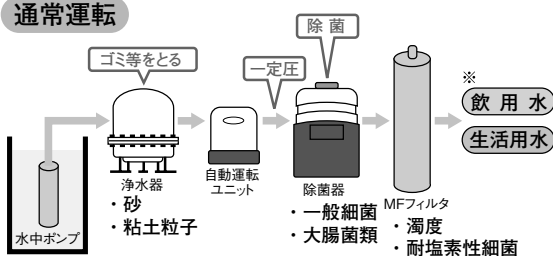 通常運転
除菌
ゴミ等をとる
一定圧
※
飲用水
生活用水
水中ポンプ
浄水器
・砂
・粘土粒子
自動運転
ユニット
除菌器
・一般細菌
・大腸菌類
MFフィルタ
・濁度
・耐塩素性細菌